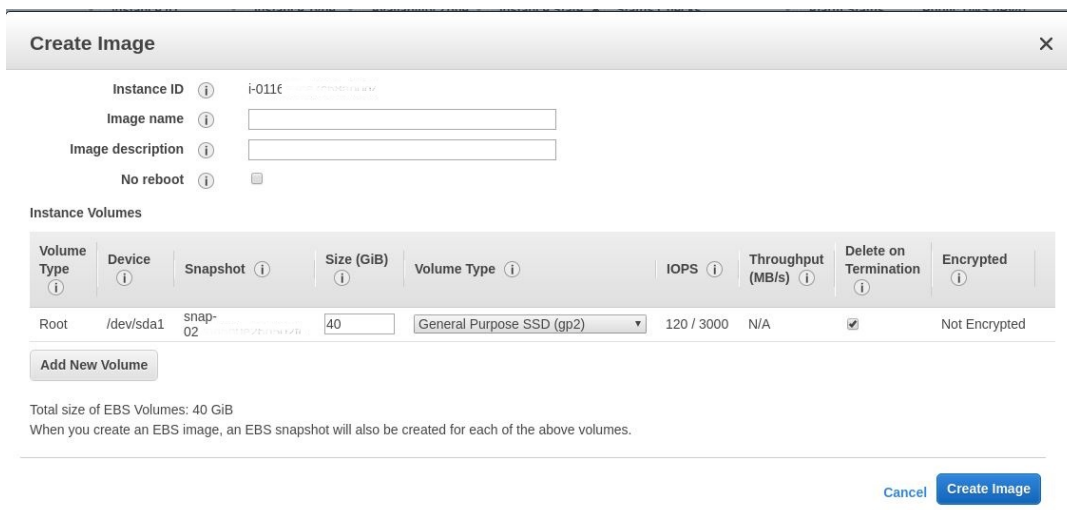 Create Image
Instance ID
i-0116
Image name
Image description
No reboot
Instance Volumes
Volume Type Device Snapshot Size (GiB) Volume Type IOPS Throughput (MB/s) Delete on Termination Encrypted
Root /dev/sda1 snap-02 40 General Purpose SSD (gp2) 120 / 3000 N/A Not Encrypted
Add New Volume
Total size of EBS Volumes: 40 GiB
When you create an EBS image, an EBS snapshot will also be created for each of the above volumes.
Cancel Create Image